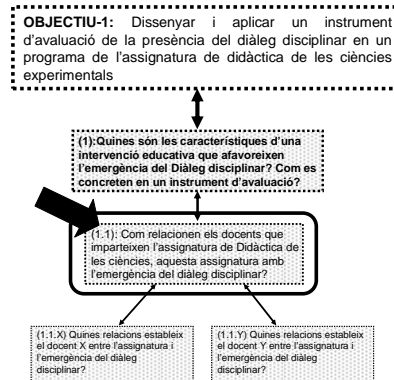 OBJECTIU-1: Dissenyar i aplicar un instrument
d'avaluació de la presència del diàleg disciplinar en un
programa de l'assignatura de didàctica de les ciències
experimentals
(1):Quines són les característiques d'una
intervenció educativa que afavoreixen
l'emergència del Diàleg disciplinar? Com es
concreten en un instrument d'avaluació?
(1.1): Com relacionen els docents que
imparteixen l'assignatura de Didàctica de
les ciències, aquesta assignatura amb
l'emergència del diàleg disciplinar?
(1.1.X) Quines relacions estableix
el docent X entre l'assignatura i
l'emergència del diàleg
disciplinar?
(1.1.Y) Quines relacions estableix
el docent Y entre l'assignatura i
l'emergència del diàleg
disciplinar?